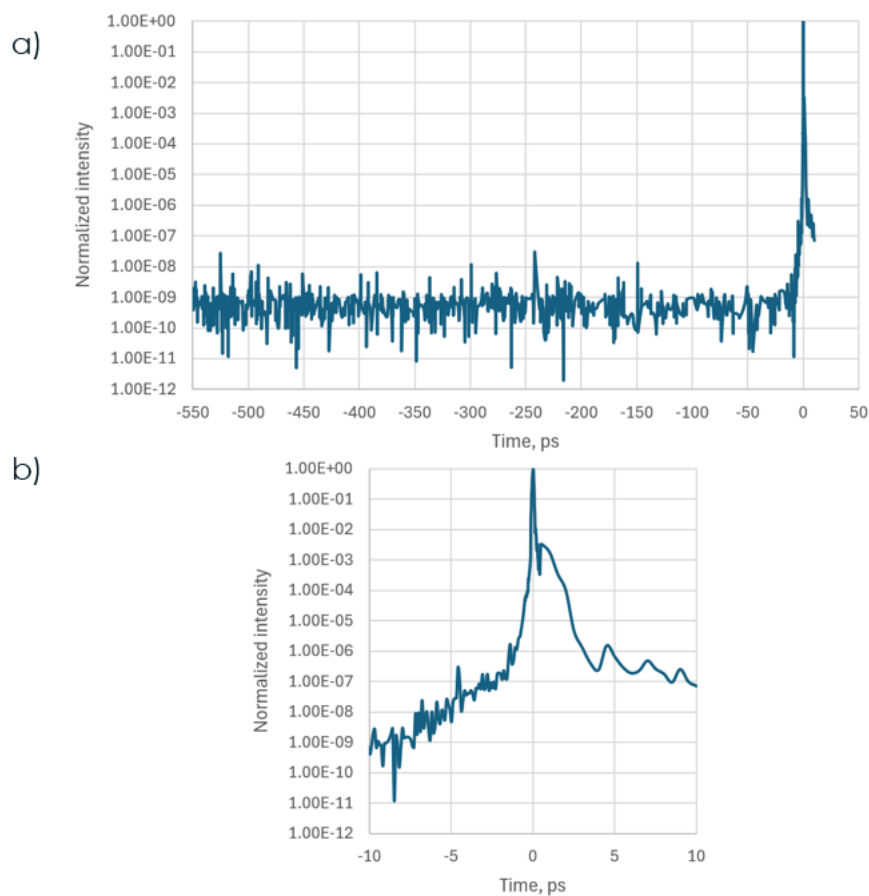 a)
Normalized intensity
1.00E+00
1.00E-01
1.00E-02
1.00E-03
1.00E-04
1.00E-05
1.00E-06
1.00E-07
1.00E-08
1.00E-09
1.00E-10
1.00E-11
1.00E-12
-550 -500 -450 -400 -350 -300 -250 -200 -150 -100 -50 0 50
Time, ps
b)
Normalized intensity
1.00E+00
1.00E-01
1.00E-02
1.00E-03
1.00E-04
1.00E-05
1.00E-06
1.00E-07
1.00E-08
1.00E-09
1.00E-10
1.00E-11
1.00E-12
-10 -5 0 5 10
Time, ps